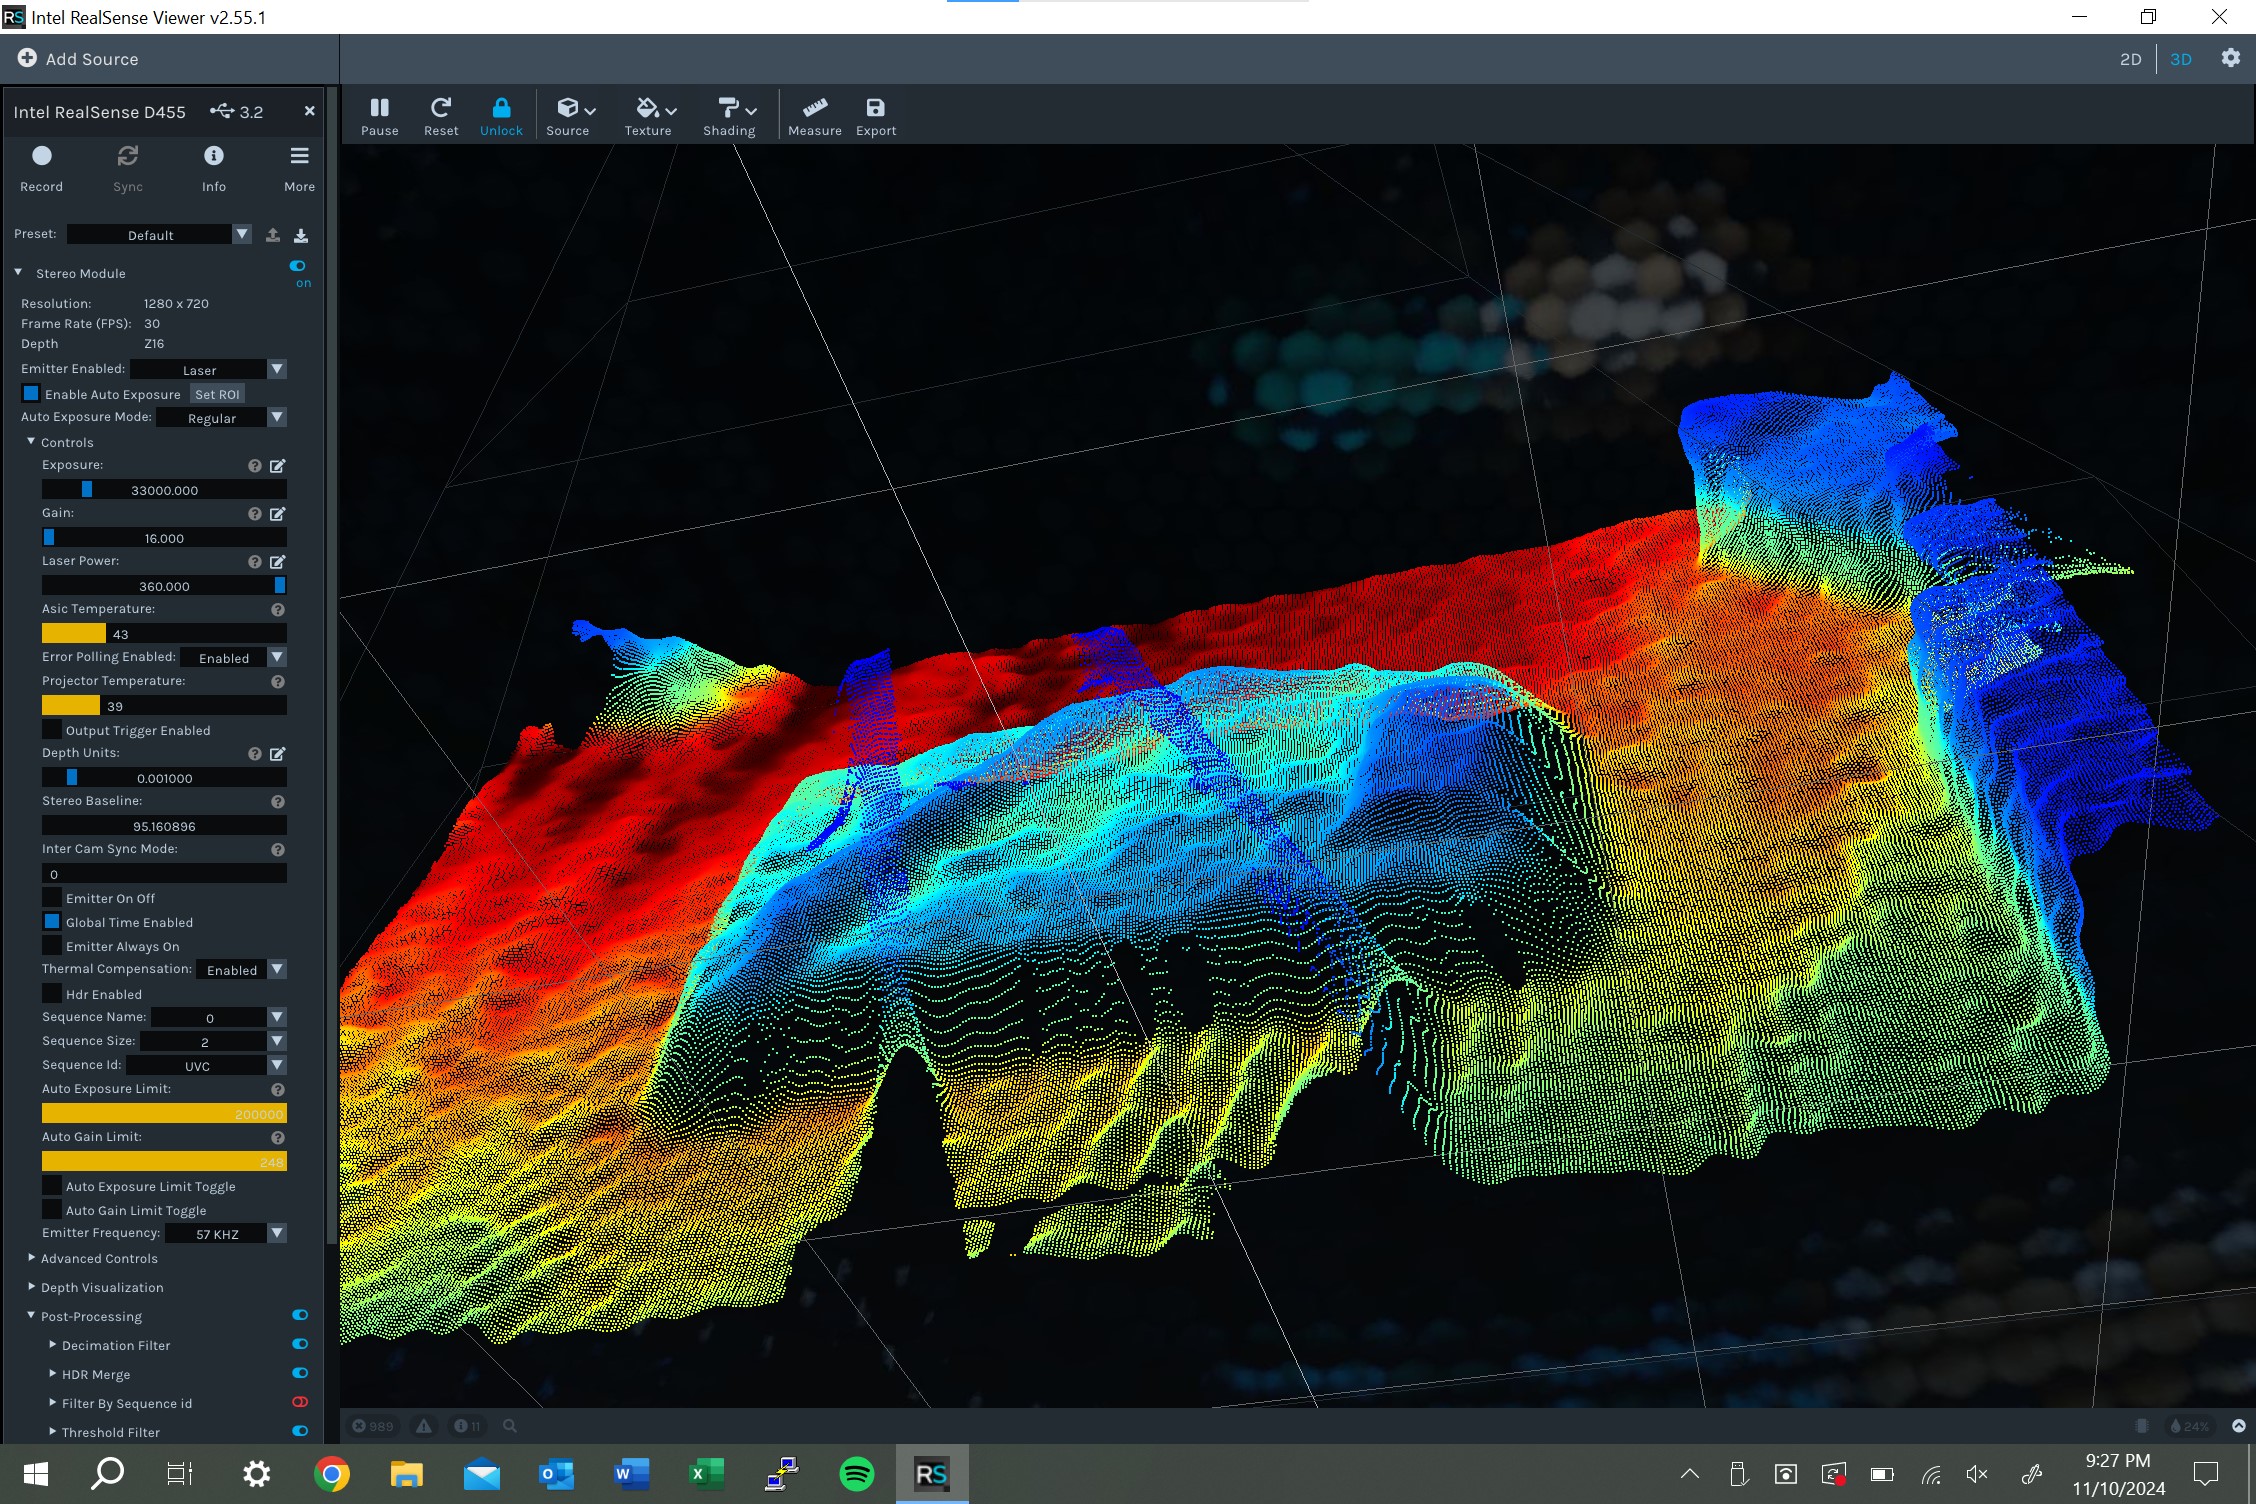 RS Intel RealSense Viewer v2.55.1
Add Source
2D 3D
Intel RealSense D455 3.2
Pause Reset Unlock Source Texture Shading Measure Export
Record Sync Info More
Preset: Default
Stereo Module
on
Resolution: 1280 x 720
Frame Rate (FPS): 30
Depth Z16
Emitter Enabled: Laser
Enable Auto Exposure Set ROI
Auto Exposure Mode: Regular
Controls
Exposure:
33000.000
Gain:
16.000
Laser Power:
360.000
Asic Temperature:
43
Error Polling Enabled: Enabled
Projector Temperature:
39
Output Trigger Enabled
Depth Units:
0.001000
Stereo Baseline:
95.160896
Inter Cam Sync Mode:
0
Emitter On Off
Global Time Enabled
Emitter Always On
Thermal Compensation: Enabled
Hdr Enabled
Sequence Name: 0
Sequence Size: 2
Sequence Id: UVC
Auto Exposure Limit:
200000
Auto Gain Limit:
248
Auto Exposure Limit Toggle
Auto Gain Limit Toggle
Emitter Frequency: 57 KHZ
Advanced Controls
Depth Visualization
Post-Processing
Decimation Filter
HDR Merge
Filter By Sequence id
Threshold Filter
989 11 24%
RS
9:27 PM
11/10/2024